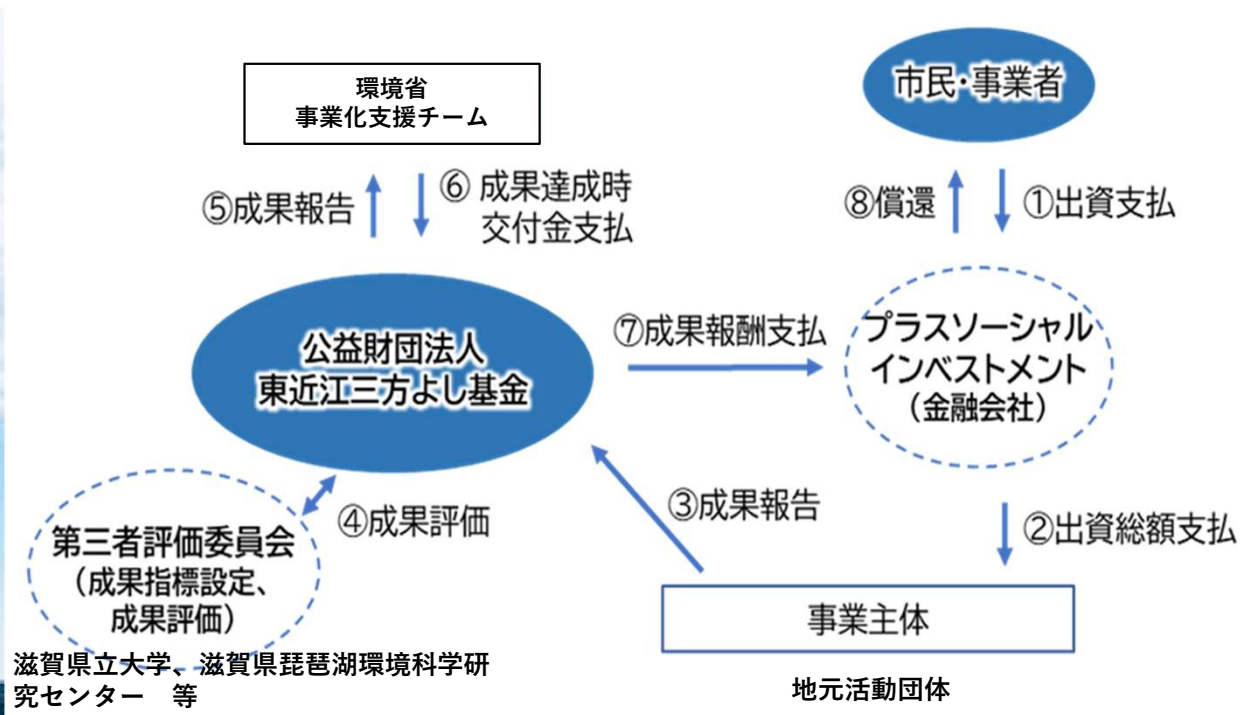 環境省
事業化支援チーム
市民・事業者
⑤成果報告
⑥ 成果達成時
交付金支払
⑧償還
①出資支払
公益財団法人
東近江三方よし基金
⑦成果報酬支払
プラスソーシャル
インベストメント
（金融会社）
第三者評価委員会
（成果指標設定、
成果評価）
④成果評価
③成果報告
②出資総額支払
事業主体
滋賀県立大学、滋賀県琵琶湖環境科学研
究センター　等
地元活動団体